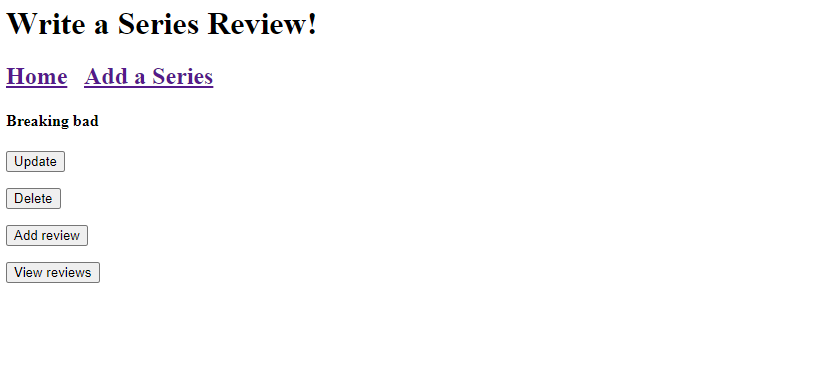 Write a Series Review!
Home Add a Series
Breaking bad
Update
Delete
Add review
View reviews